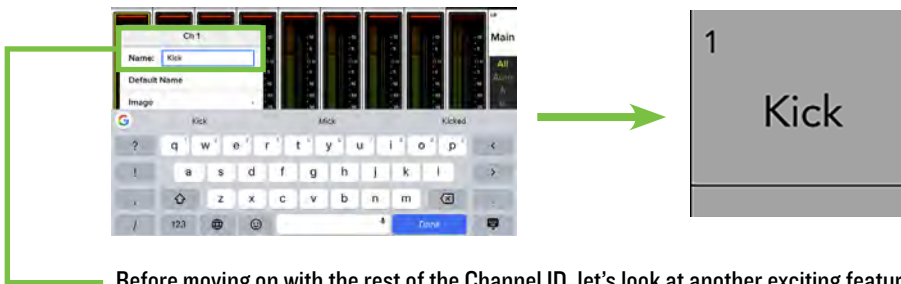 Ch 1
Main
Name: Kick
All
Default Name
Image
Kick Mick Kicked
? q w e r t y u i o p
! a s d f g h j k l
, z x c v b n m .
/ 123 Done
1
Kick
Before moving on with the rest of the Channel ID, let's look at another exciting featur